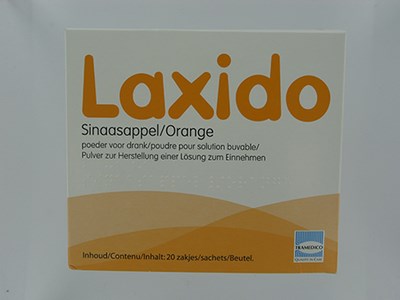 Laxido
Sinaasappel/Orange
poeder voor drank/poudre pour solution buvable/
Pulver zur Herstellung einer Lösung zum Einnehmen
Inhoud/Contenu/Inhalt: 20 zakjes/sachets/Beutel.